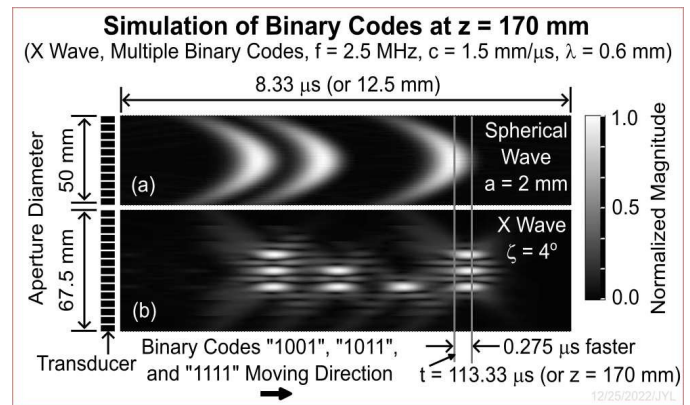 Simulation of Binary Codes at z = 170 mm
(X Wave, Multiple Binary Codes, f = 2.5 MHz, c = 1.5 mm/μs, λ = 0.6 mm)
8.33 μs (or 12.5 mm)
Aperture Diameter
50 mm
67.5 mm
(a)
Spherical
Wave
a = 2 mm
(b)
X Wave
ζ = 4°
1.0
0.5
0.0
Normalized Magnitude
Transducer
Binary Codes "1001", "1011",
and "1111" Moving Direction
0.275 μs faster
t = 113.33 μs (or z = 170 mm)
12/25/2022/JYL